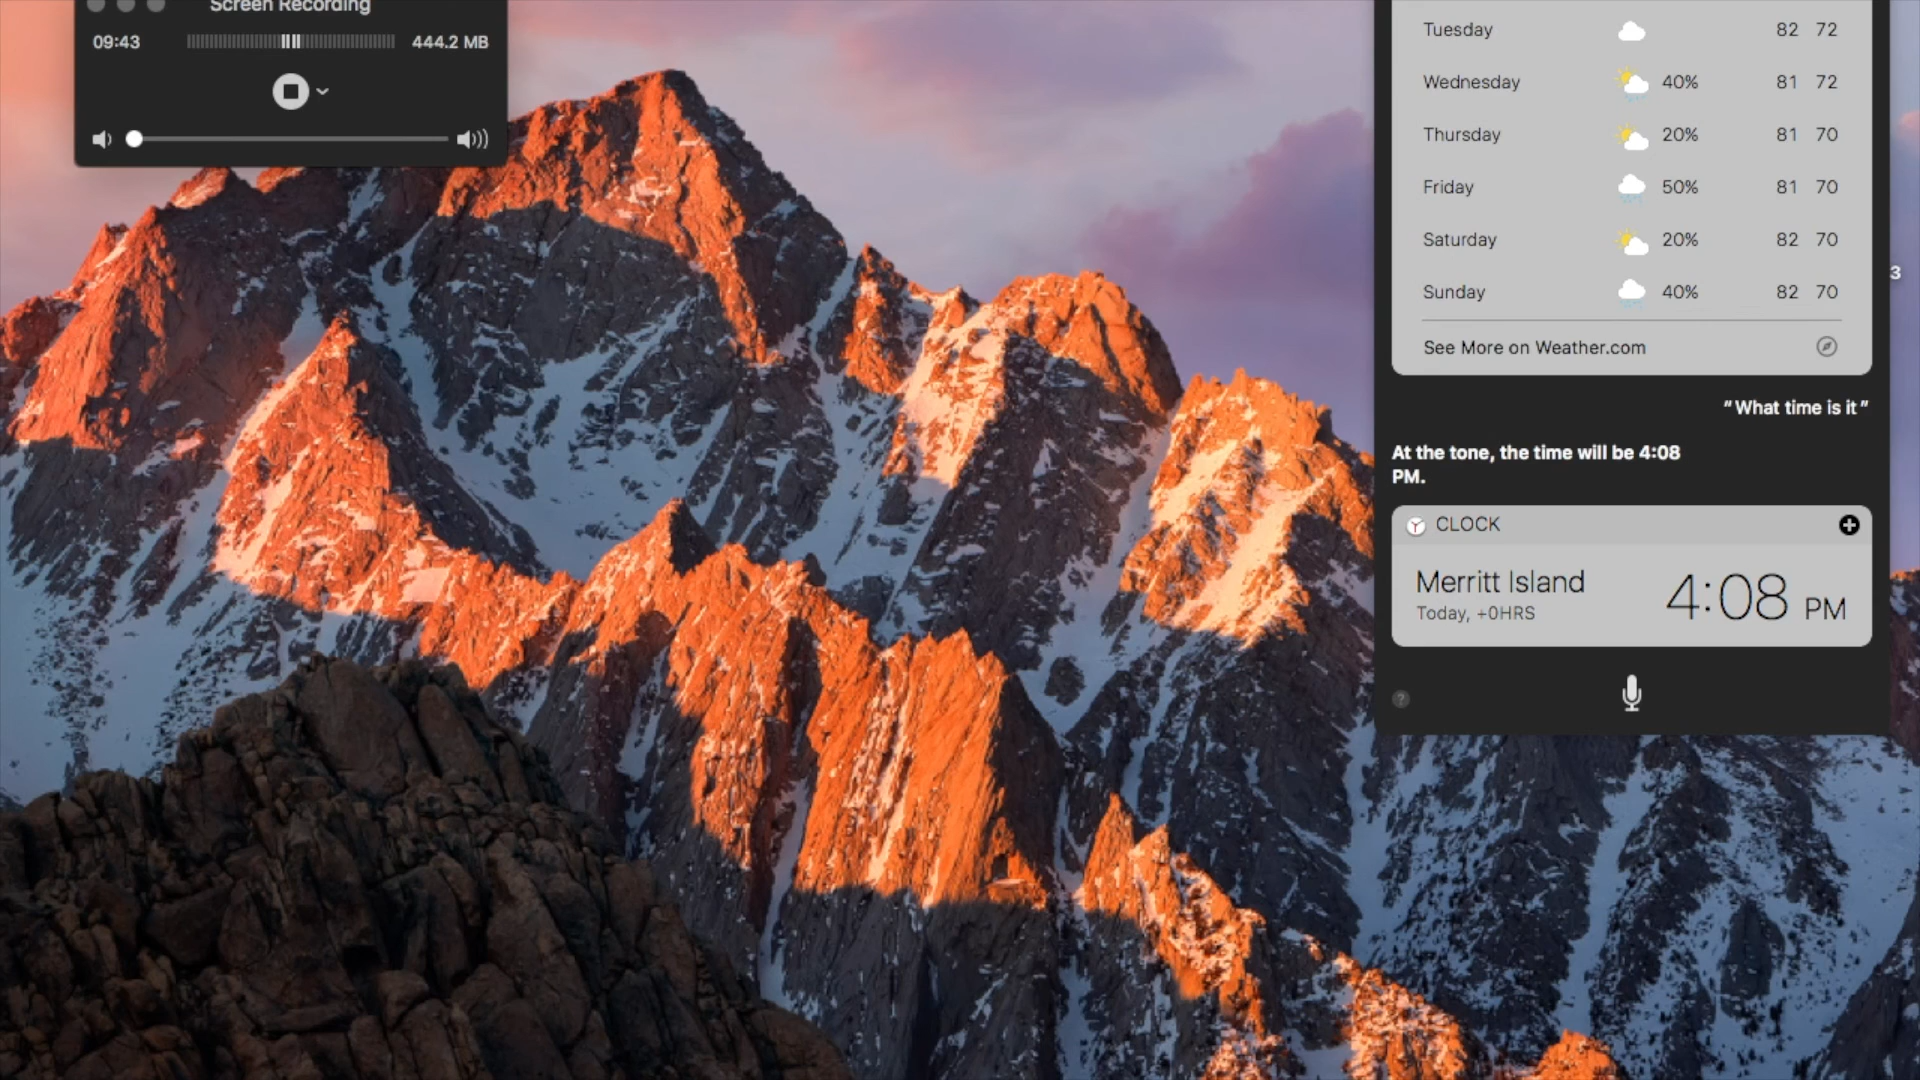 Screen Recording
09:43 444.2 MB
Tuesday 82 72
Wednesday 40% 81 72
Thursday 20% 81 70
Friday 50% 81 70
Saturday 20% 82 70
Sunday 40% 82 70
See More on Weather.com
3
“What time is it”
At the tone, the time will be 4:08
PM.
CLOCK
Merritt Island 4:08 PM
Today, +0HRS
?